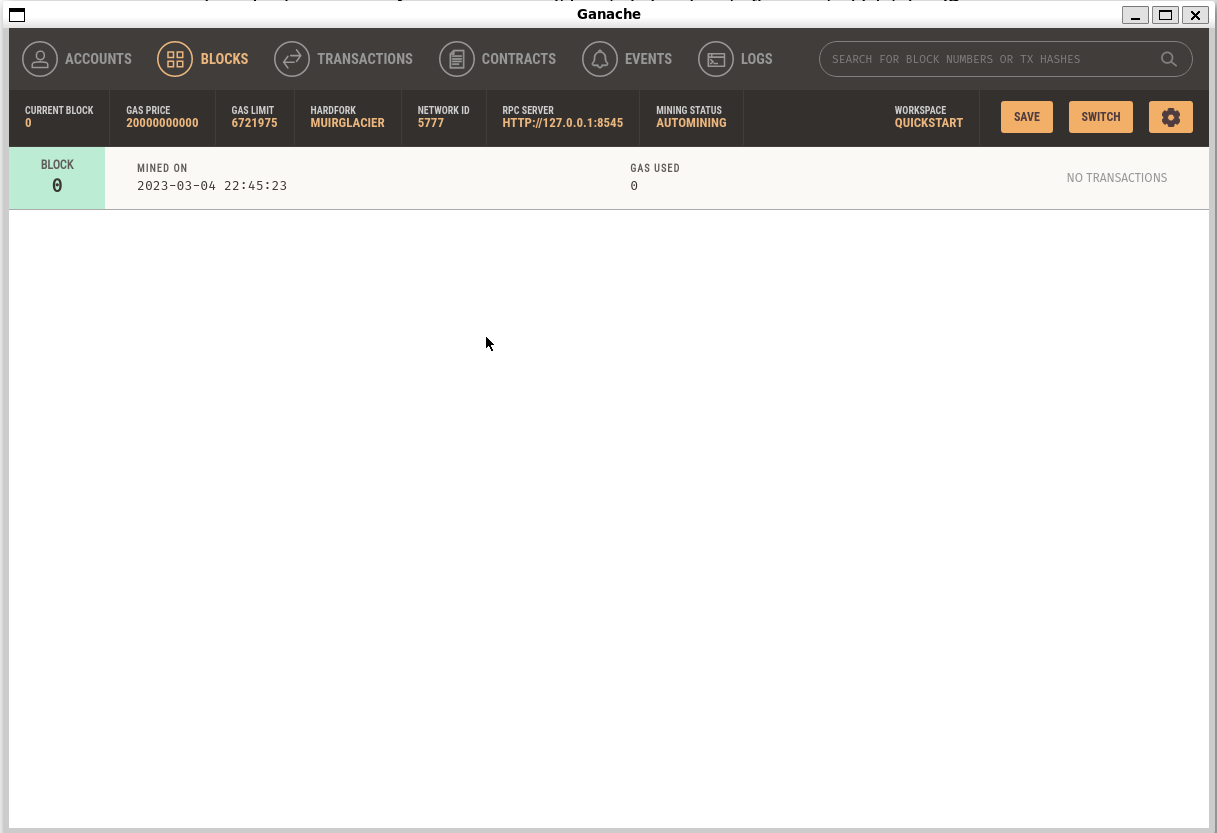 Ganache
ACCOUNTS BLOCKS TRANSACTIONS CONTRACTS EVENTS LOGS SEARCH FOR BLOCK NUMBERS OR TX HASHES
CURRENT BLOCK GAS PRICE GAS LIMIT HARDFORK NETWORK ID RPC SERVER MINING STATUS WORKSPACE
0 20000000000 6721975 MUIRGLACIER 5777 HTTP://127.0.0.1:8545 AUTOMINING QUICKSTART SAVE SWITCH
BLOCK MINED ON GAS USED NO TRANSACTIONS
0 2023-03-04 22:45:23 0